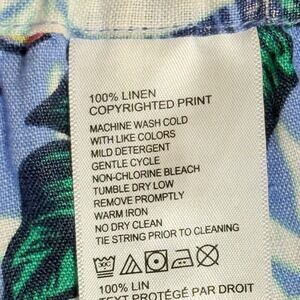 100% LINEN
COPYRIGHTED PRINT
MACHINE WASH COLD
WITH LIKE COLORS
MILD DETERGENT
GENTLE CYCLE
NON-CHLORINE BLEACH
TUMBLE DRY LOW
REMOVE PROMPTLY
WARM IRON
NO DRY CLEAN
TIE STRING PRIOR TO CLEANING
100% LIN
TEXT PROTÉGÉ PAR DROIT